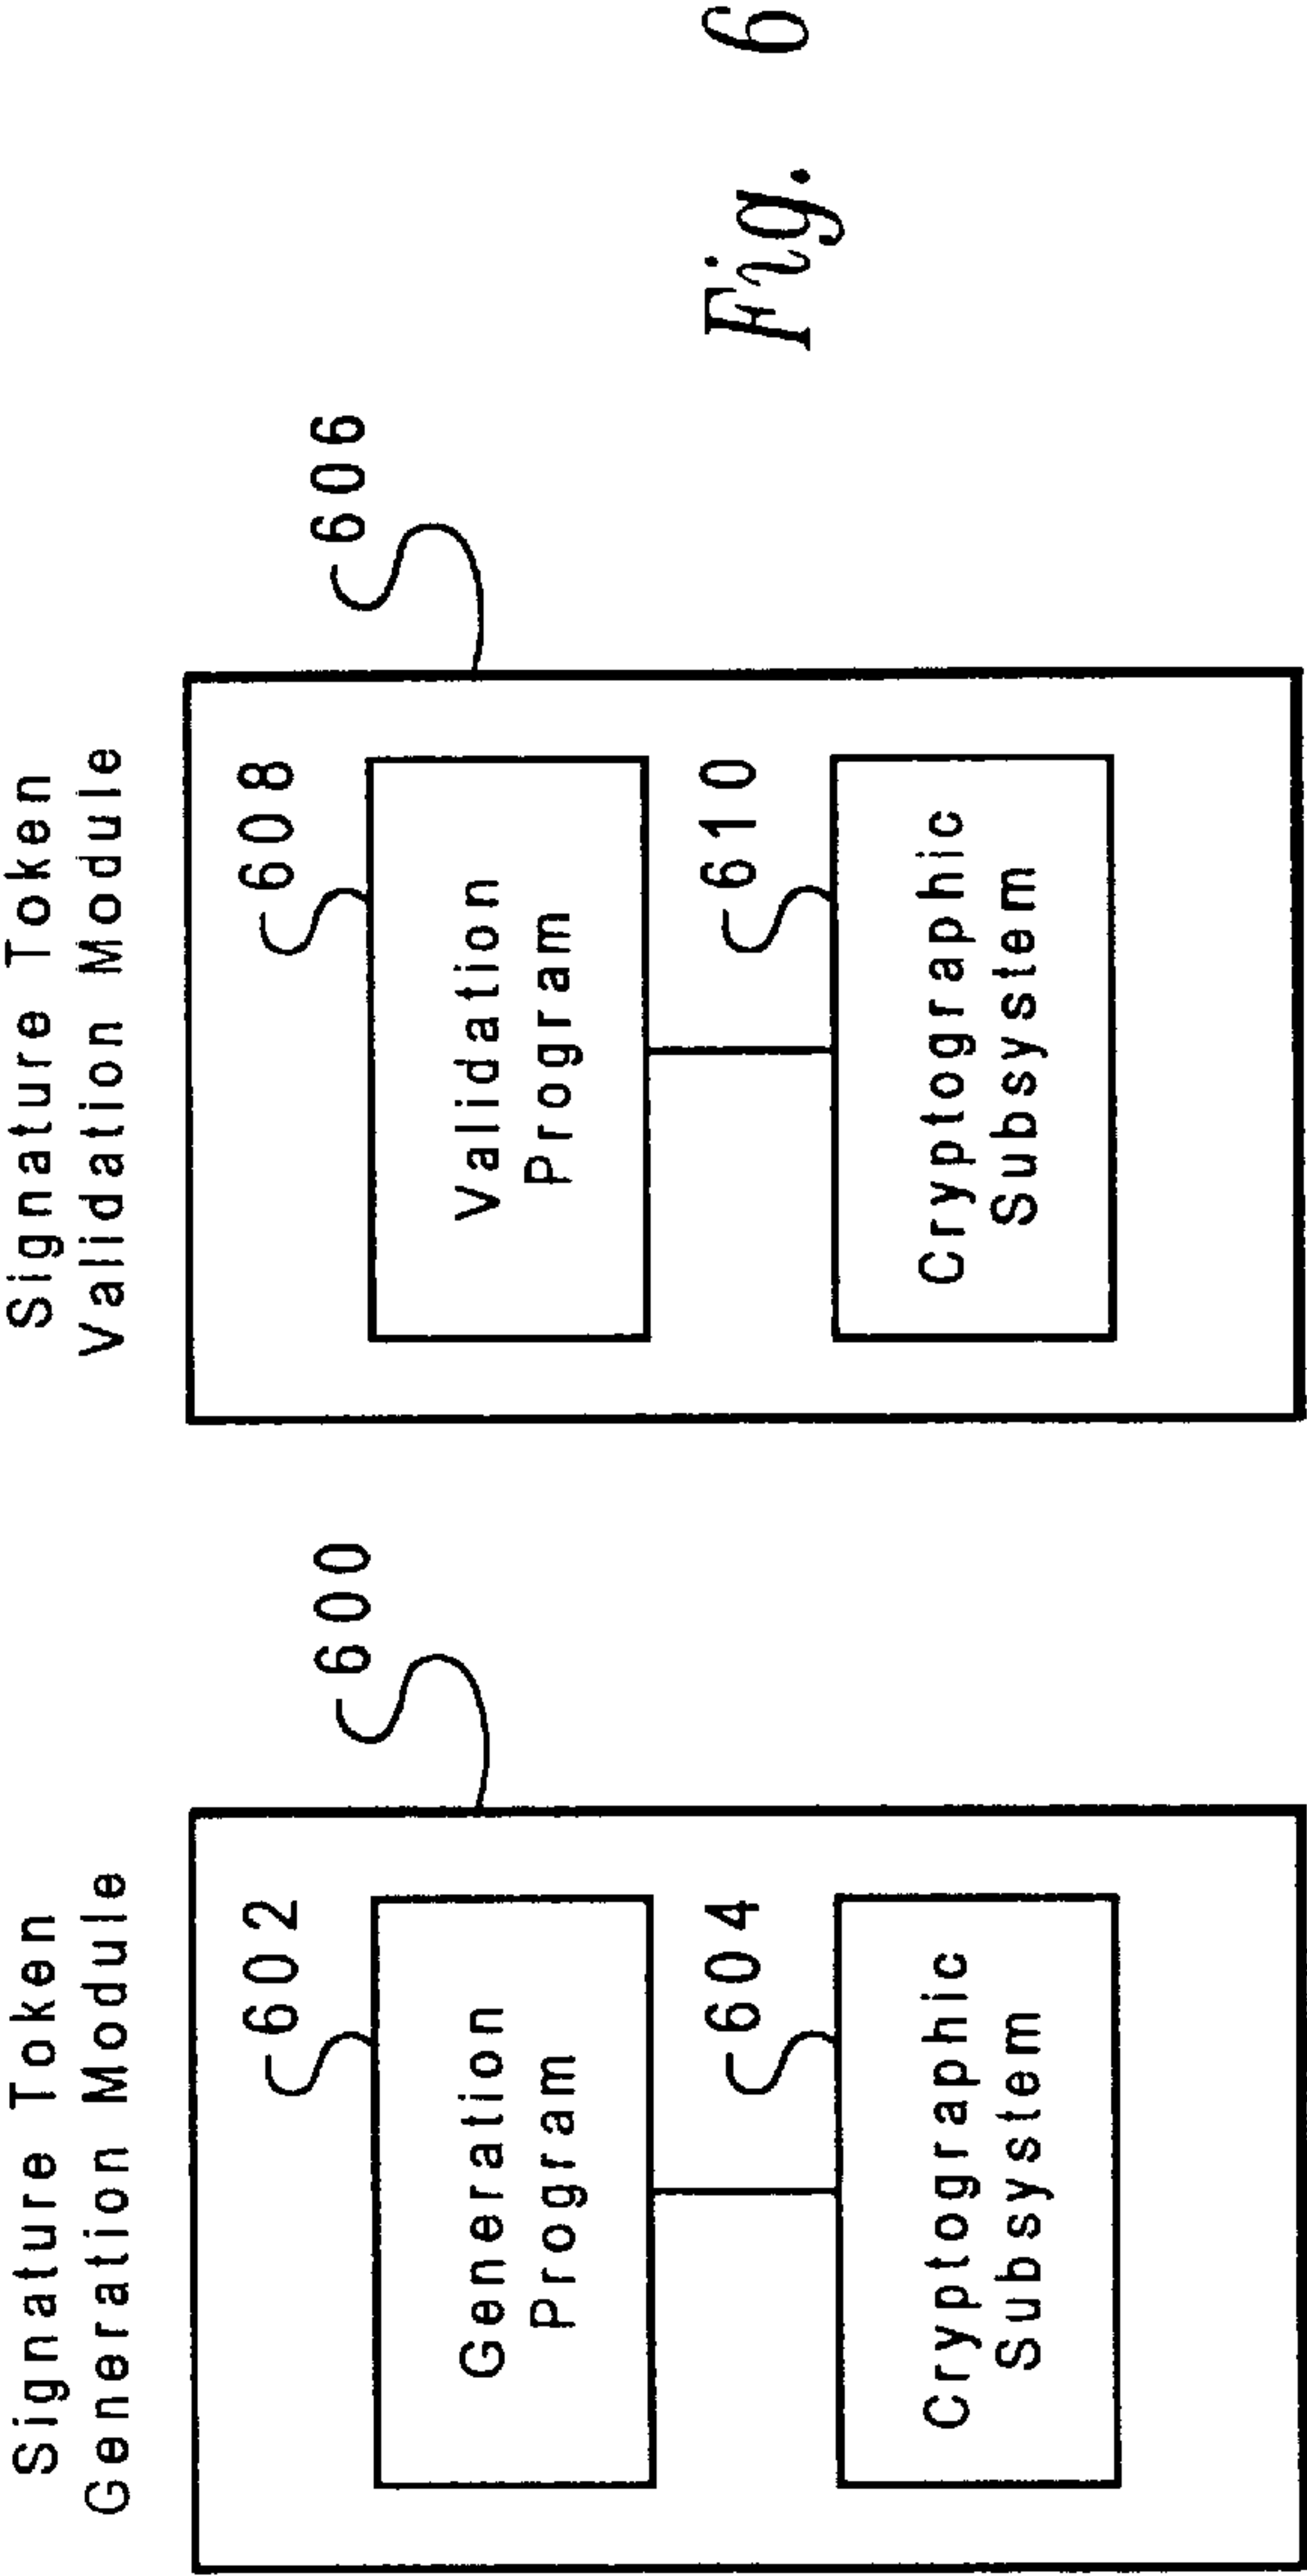 Signature Token
Generation Module
600
602
Generation
Program
604
Cryptographic
Subsystem
Signature Token
Validation Module
606
608
Validation
Program
610
Cryptographic
Subsystem
Fig. 6